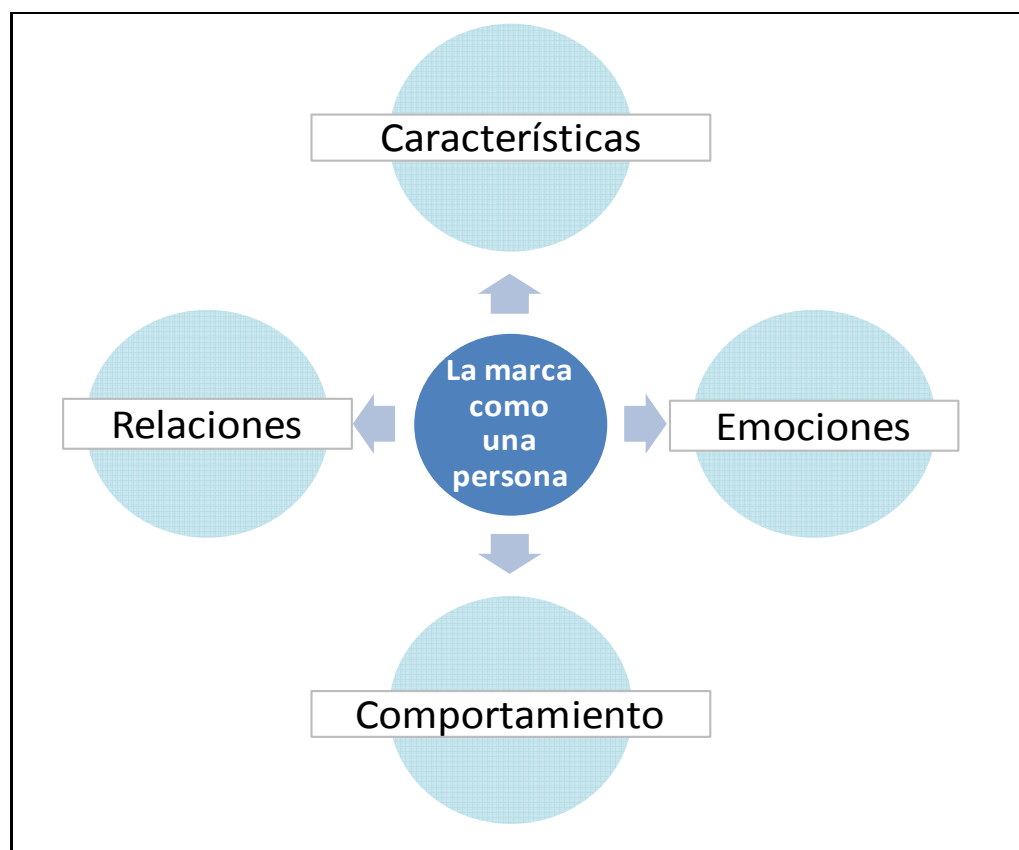 Características
Relaciones
La marca
como
una
persona
Emociones
Comportamiento